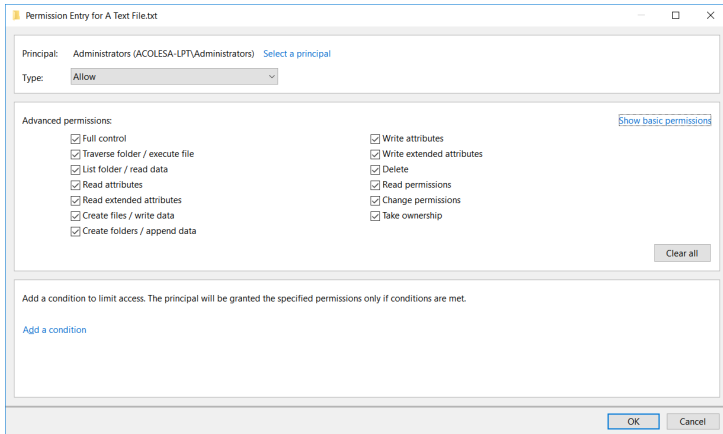 Permission Entry for A Text File.txt
Principal: Administrators (ACOLESA-LPT\Administrators) Select a principal
Type: Allow
Advanced permissions: Show basic permissions
Full control
Traverse folder / execute file
List folder / read data
Read attributes
Read extended attributes
Create files / write data
Create folders / append data
Write attributes
Write extended attributes
Delete
Read permissions
Change permissions
Take ownership
Clear all
Add a condition to limit access. The principal will be granted the specified permissions only if conditions are met.
Add a condition
OK Cancel